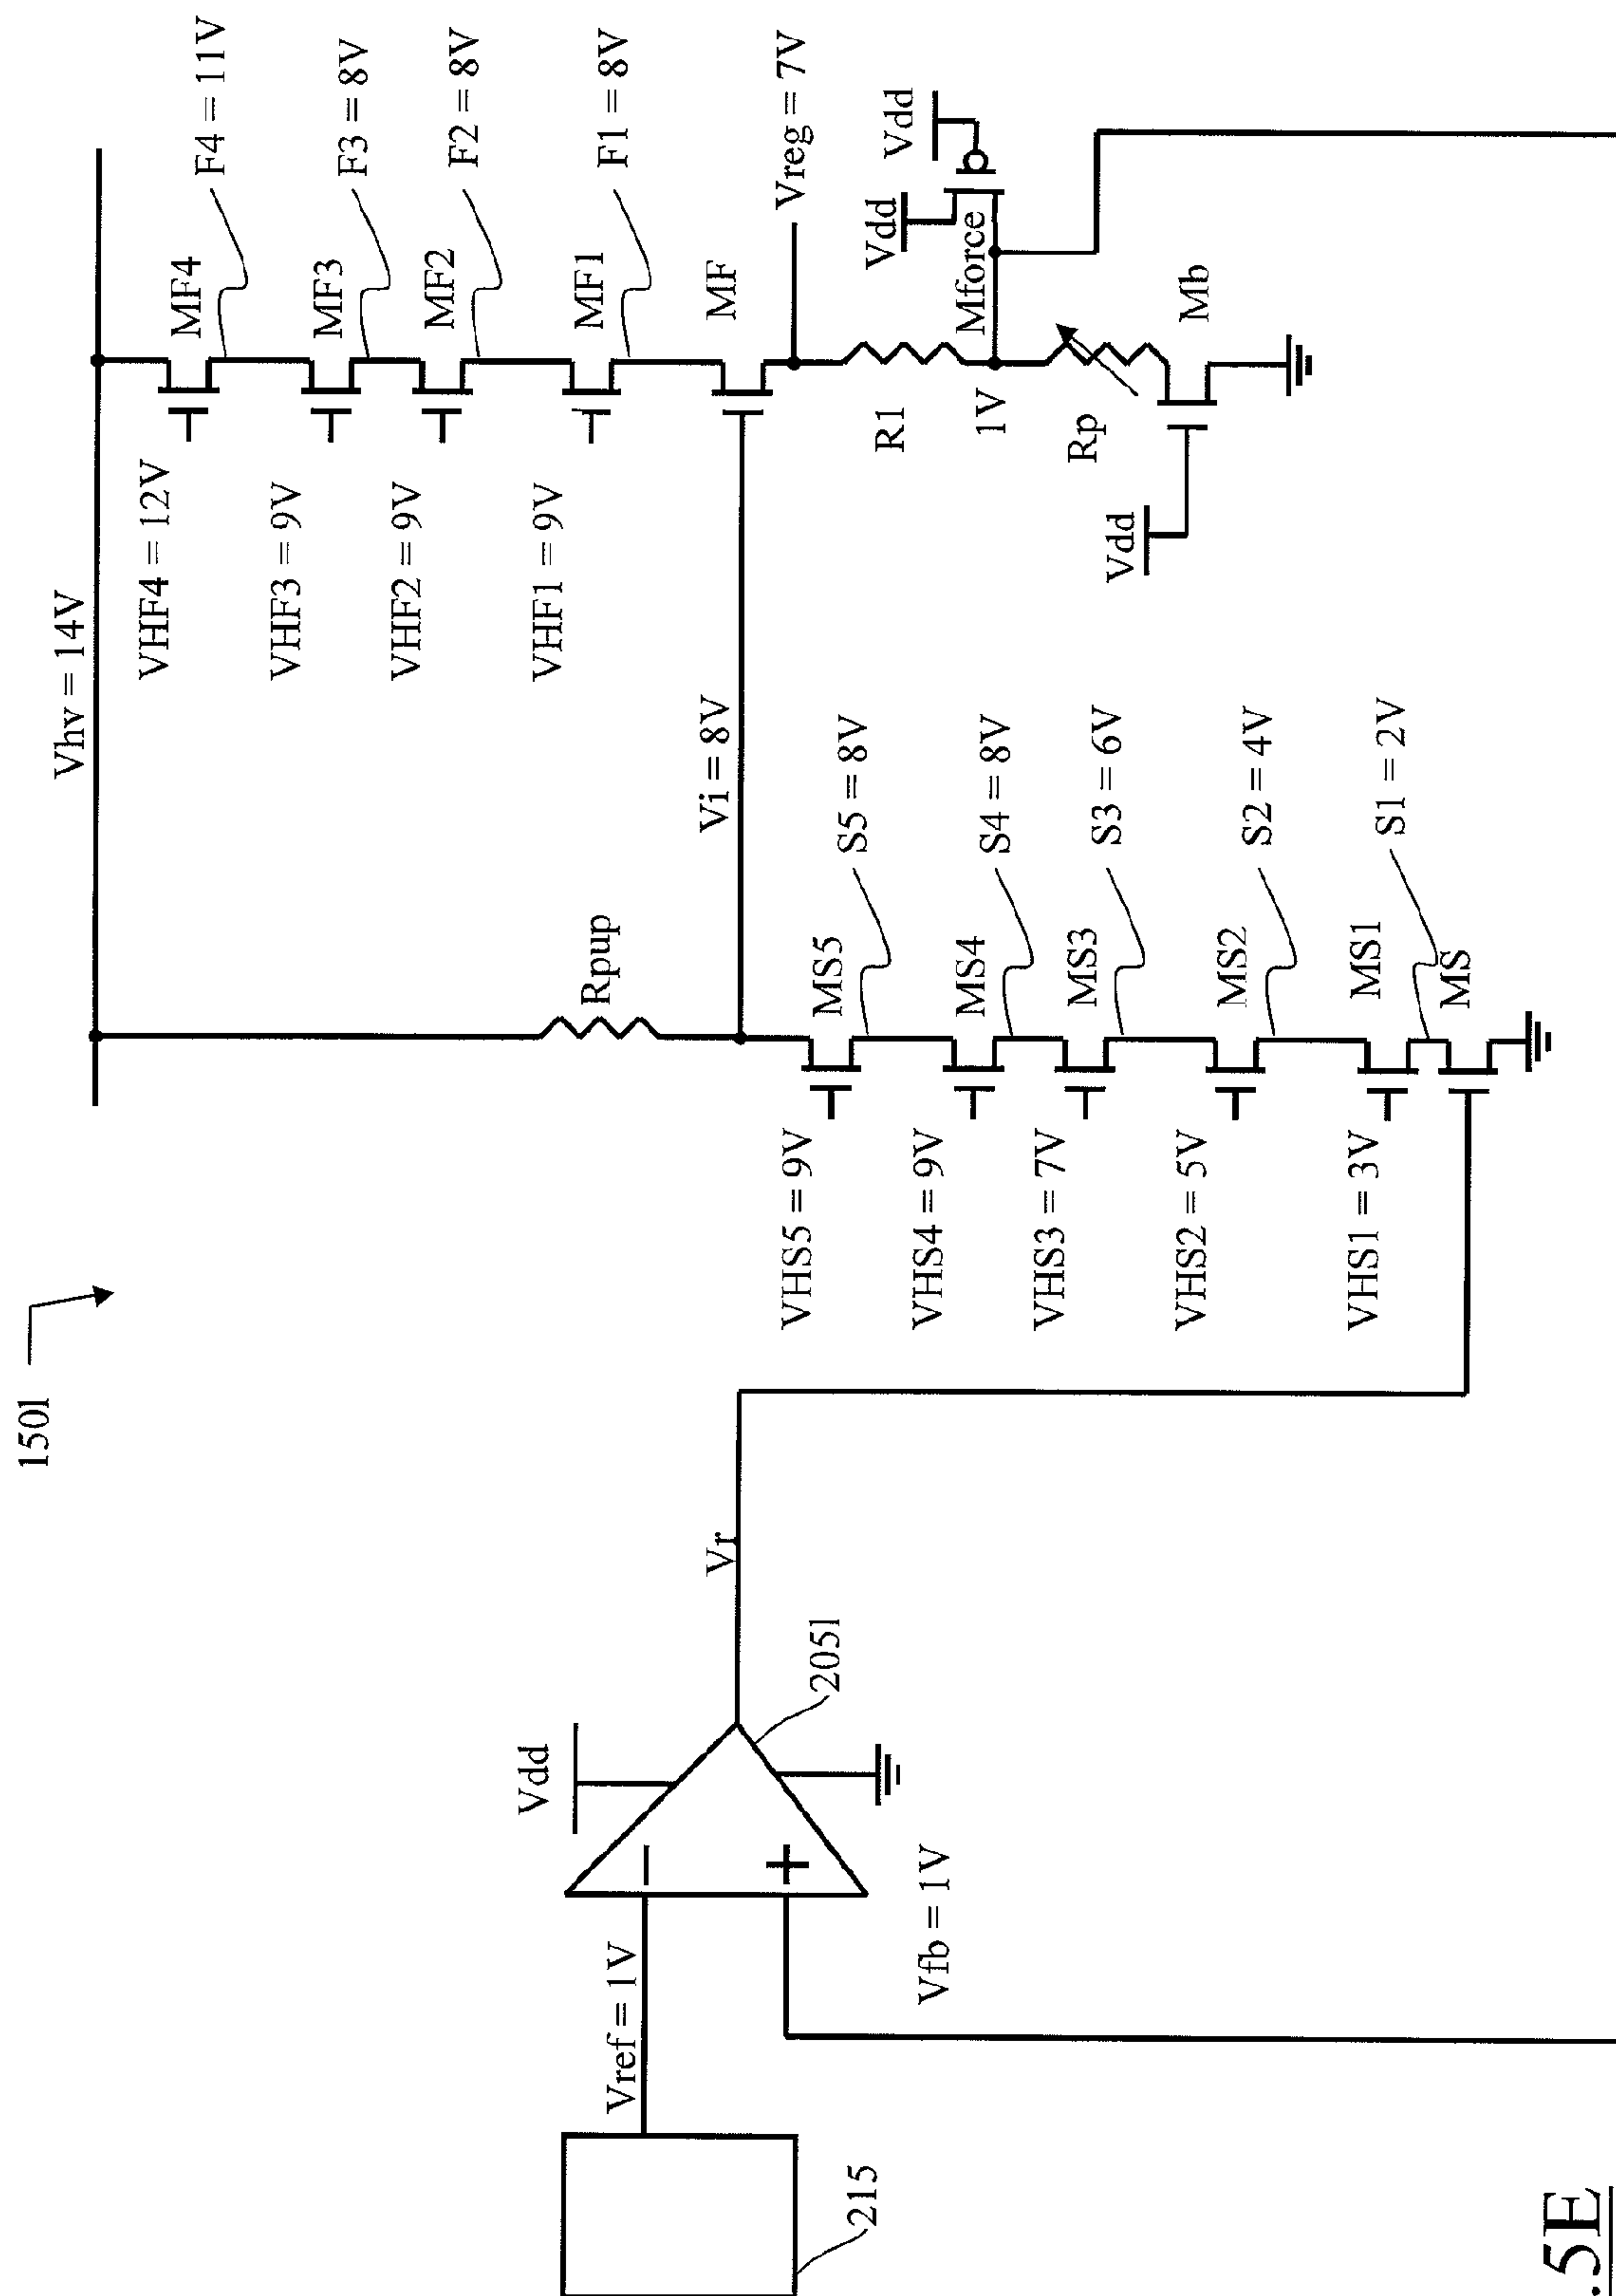 150l
Vhv = 14V
VHF4 = 12V
MF4
F4 = 11V
VHF3 = 9V
MF3
F3 = 8V
VHF2 = 9V
MF2
F2 = 8V
VHF1 = 9V
MF1
F1 = 8V
MF
Vreg = 7V
Rpup
Vi = 8V
R1
1V
Mforce
Vdd
Vdd
Rp
Mb
Vdd
VHS5 = 9V
MS5
S5 = 8V
VHS4 = 9V
MS4
S4 = 8V
VHS3 = 7V
MS3
S3 = 6V
VHS2 = 5V
MS2
S2 = 4V
VHS1 = 3V
MS1
S1 = 2V
MS
Vr
Vdd
205l
−
+
Vref = 1V
Vfb = 1V
215
.5E